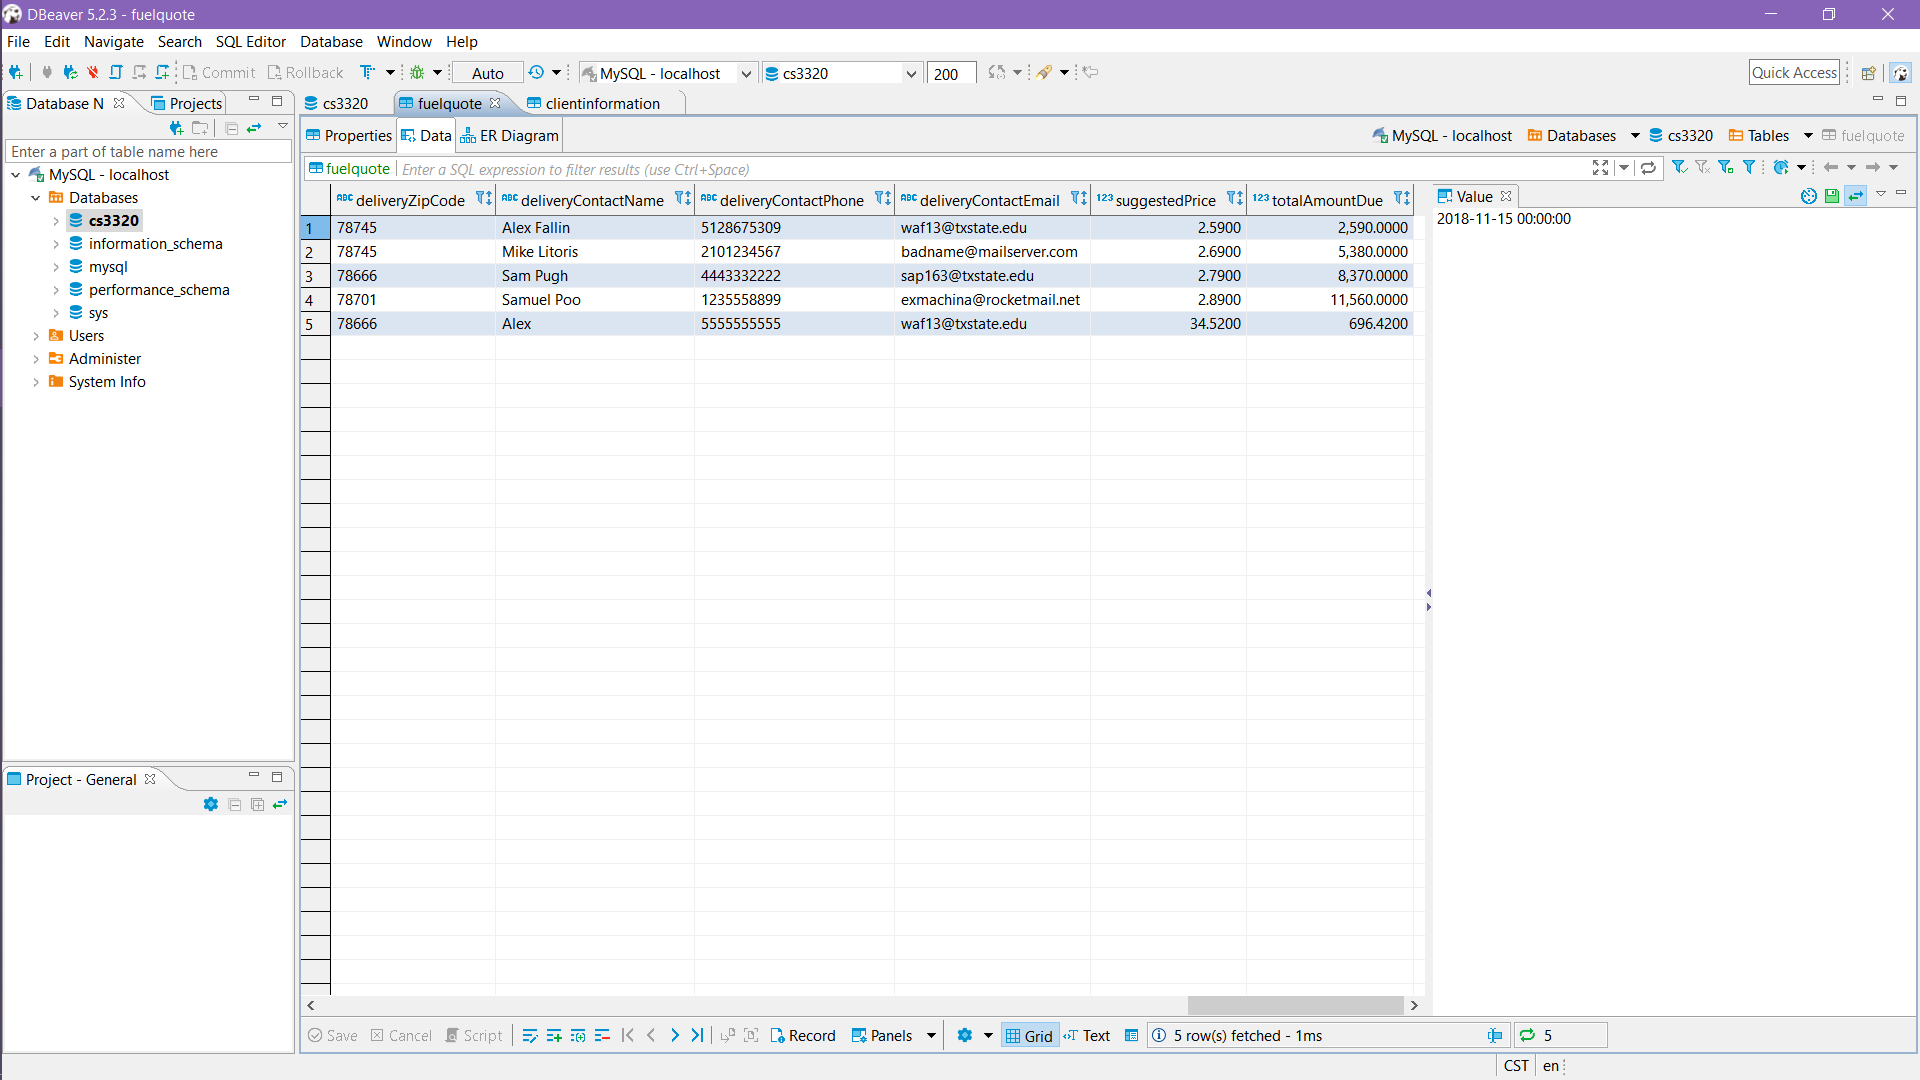 DBeaver 5.2.3 - fuelquote
File Edit Navigate Search SQL Editor Database Window Help
Commit Rollback Auto MySQL - localhost cs3320 200 Quick Access
Database N Projects cs3320 fuelquote clientinformation
Properties Data ER Diagram MySQL - localhost Databases cs3320 Tables fuelquote
Enter a part of table name here
fuelquote Enter a SQL expression to filter results (use Ctrl+Space)
MySQL - localhost
Databases
cs3320
information_schema
mysql
performance_schema
sys
Users
Administer
System Info
ABC deliveryZipCode ABC deliveryContactName ABC deliveryContactPhone ABC deliveryContactEmail 123 suggestedPrice 123 totalAmountDue
1 78745 Alex Fallin 5128675309 waf13@txstate.edu 2.5900 2,590.0000
2 78745 Mike Litoris 2101234567 badname@mailserver.com 2.6900 5,380.0000
3 78666 Sam Pugh 4443332222 sap163@txstate.edu 2.7900 8,370.0000
4 78701 Samuel Poo 1235558899 exmachina@rocketmail.net 2.8900 11,560.0000
5 78666 Alex 5555555555 waf13@txstate.edu 34.5200 696.4200
Value
2018-11-15 00:00:00
Project - General
Save Cancel Script Record Panels Grid Text 5 row(s) fetched - 1ms 5
CST en